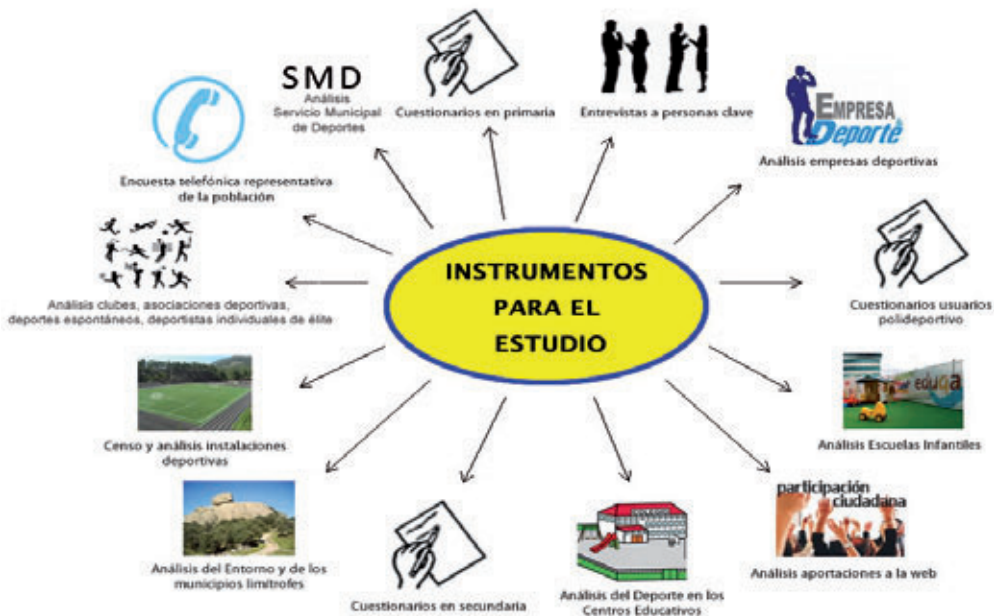 SMD
Análisis
Servicio Municipal
de Deportes
Cuestionarios en primaria
Entrevistas a personas clave
EMPRESA
Deporte
Análisis empresas deportivas
Encuesta telefónica representativa
de la población
INSTRUMENTOS
PARA EL
ESTUDIO
Análisis clubes, asociaciones deportivas,
deportes espontáneos, deportistas individuales de élite
Cuestionarios usuarios
polideportivo
educa
Análisis Escuelas Infantiles
Censo y análisis instalaciones
deportivas
participación
ciudadana
Análisis aportaciones a la web
Análisis del Entorno y de los
municipios limítrofes
Cuestionarios en secundaria
Análisis del Deporte en los
Centros Educativos